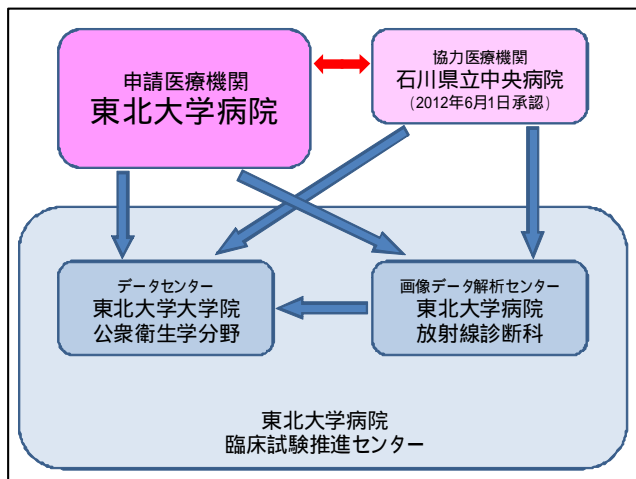 申請医療機関
東北大学病院
協力医療機関
石川県立中央病院
（2012年6月1日承認）
データセンター
東北大学大学院
公衆衛生学分野
画像データ解析センター
東北大学病院
放射線診断科
東北大学病院
臨床試験推進センター